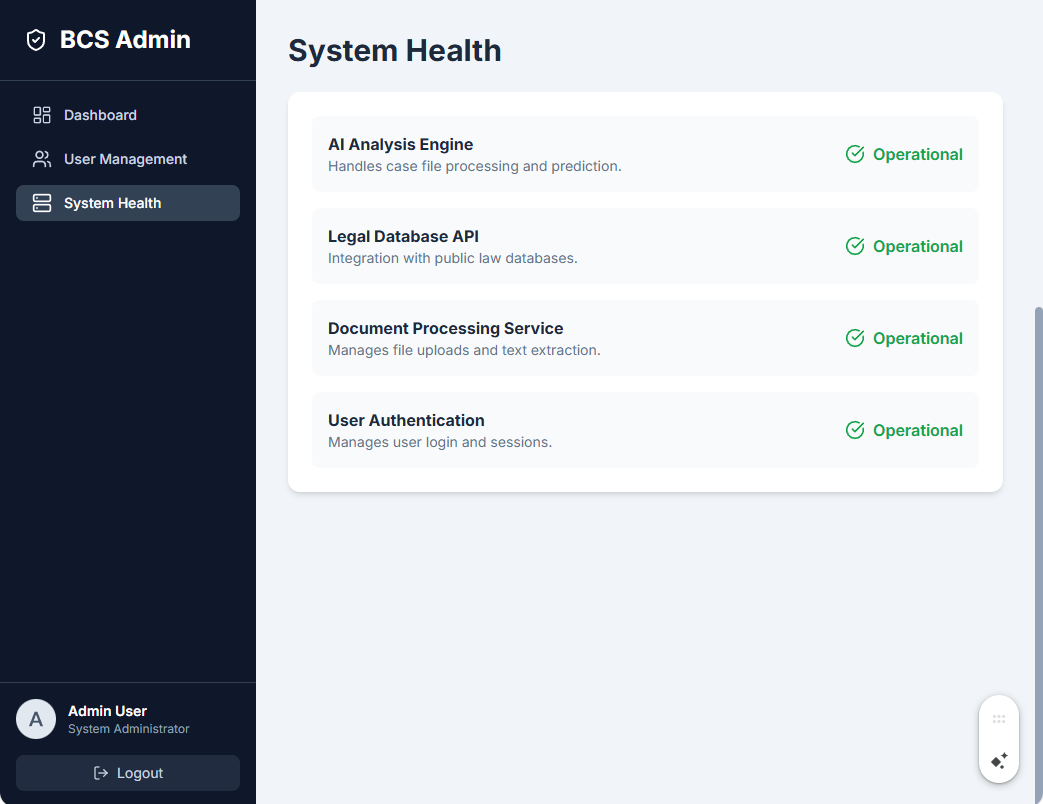 BCS Admin
Dashboard
User Management
System Health
Admin User
System Administrator
A
Logout
System Health
AI Analysis Engine
Handles case file processing and prediction.
Operational
Legal Database API
Integration with public law databases.
Operational
Document Processing Service
Manages file uploads and text extraction.
Operational
User Authentication
Manages user login and sessions.
Operational